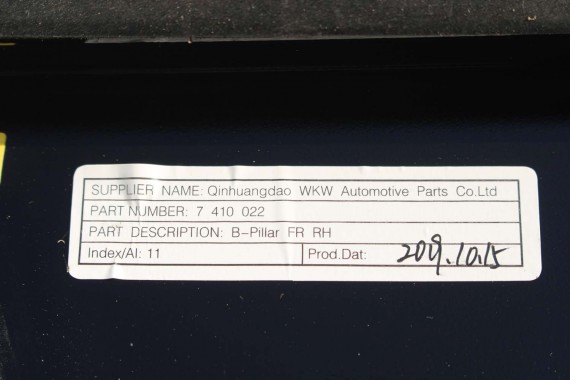 SUPPLIER NAME: Qinhuangdao WKW Automotive Parts Co.Ltd
PART NUMBER: 7 410 022
PART DESCRIPTION: B-Pillar FR RH
Index/AI: 11 Prod.Dat: 2019.10.15